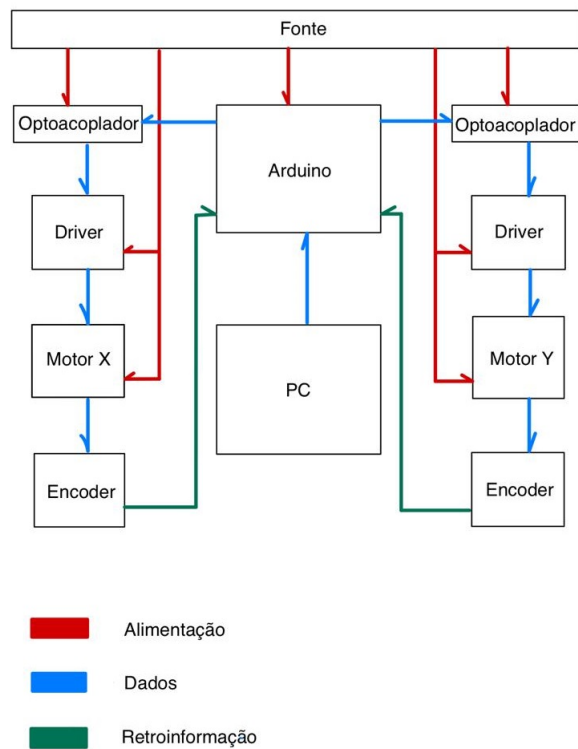 Fonte
Optoacoplador
Arduino
Optoacoplador
Driver
Driver
Motor X
PC
Motor Y
Encoder
Encoder
Alimentação
Dados
Retroinformação